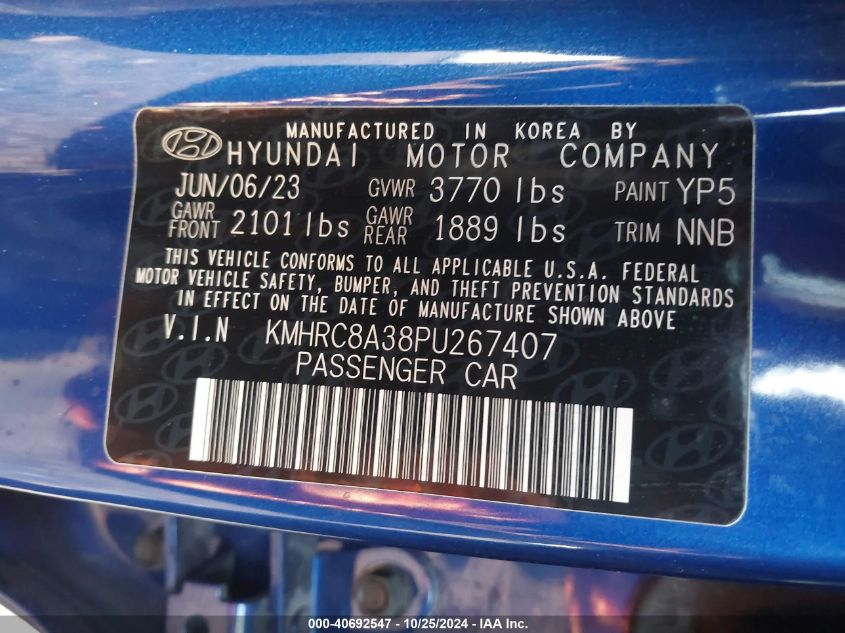 MANUFACTURED IN KOREA BY
HYUNDAI MOTOR COMPANY
JUN/06/23 GVWR 3770 lbs PAINT YP5
GAWR FRONT 2101 lbs GAWR REAR 1889 lbs TRIM NNB
THIS VEHICLE CONFORMS TO ALL APPLICABLE U.S.A. FEDERAL
MOTOR VEHICLE SAFETY, BUMPER, AND THEFT PREVENTION STANDARDS
IN EFFECT ON THE DATE OF MANUFACTURE SHOWN ABOVE
V.I.N KMHRC8A38PU267407
PASSENGER CAR
000-40692547 - 10/25/2024 - IAA Inc.